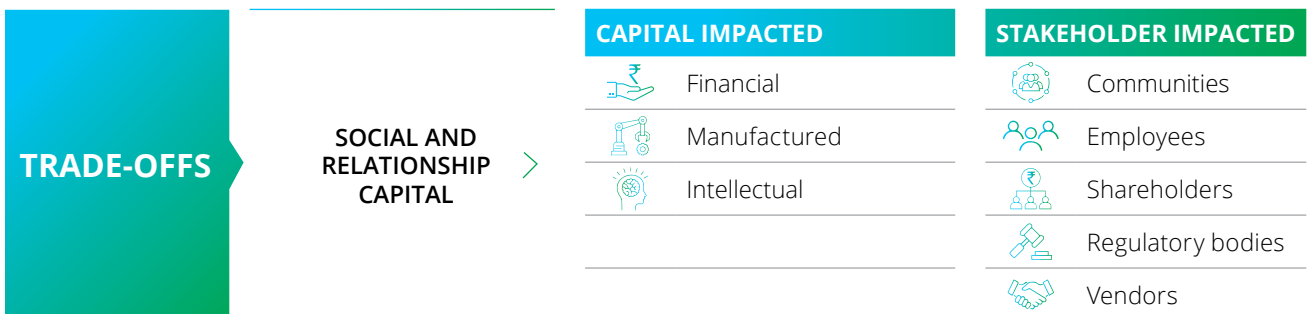 TRADE-OFFS
SOCIAL AND
RELATIONSHIP
CAPITAL
CAPITAL IMPACTED
Financial
Manufactured
Intellectual
STAKEHOLDER IMPACTED
Communities
Employees
Shareholders
Regulatory bodies
Vendors